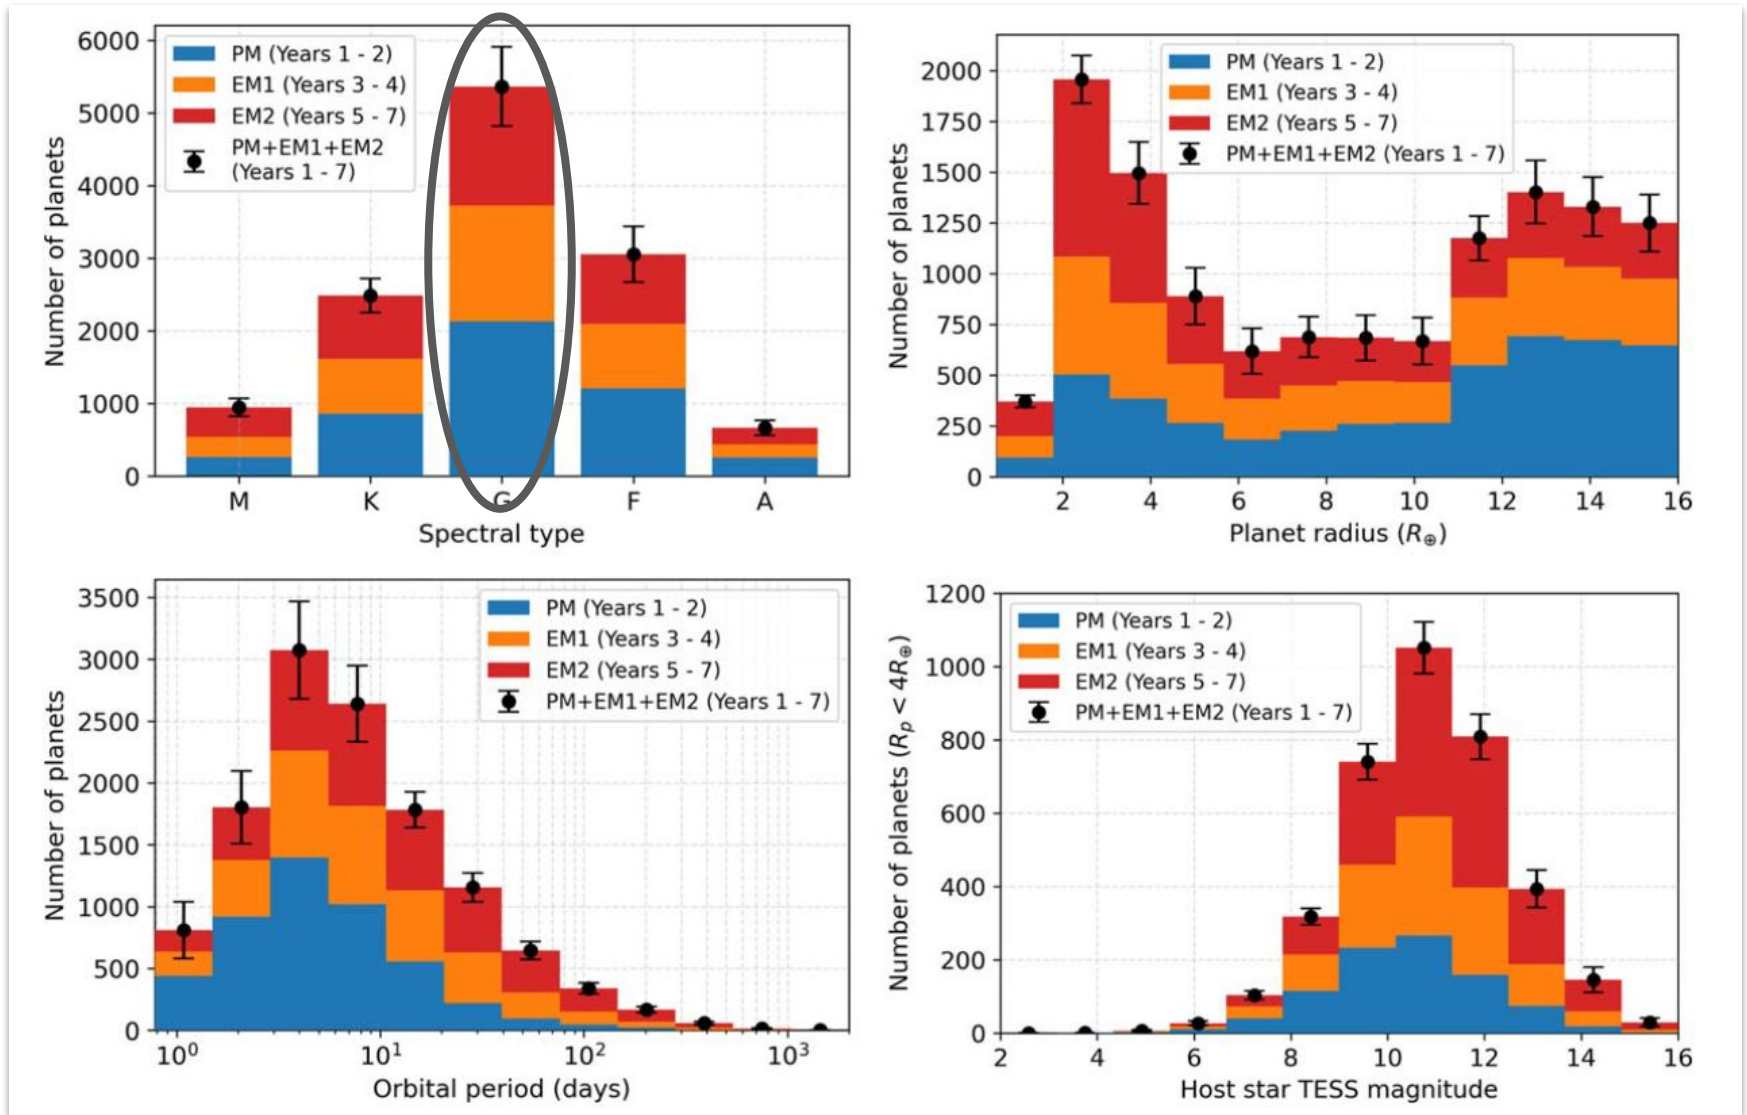 6000
5000
4000
3000
2000
1000
0
Number of planets
PM (Years 1 - 2)
EM1 (Years 3 - 4)
EM2 (Years 5 - 7)
PM+EM1+EM2
(Years 1 - 7)
M K G F A
Spectral type
2000
1750
1500
1250
1000
750
500
250
0
Number of planets
PM (Years 1 - 2)
EM1 (Years 3 - 4)
EM2 (Years 5 - 7)
PM+EM1+EM2 (Years 1 - 7)
2 4 6 8 10 12 14 16
Planet radius (R⊕)
3500
3000
2500
2000
1500
1000
500
0
Number of planets
PM (Years 1 - 2)
EM1 (Years 3 - 4)
EM2 (Years 5 - 7)
PM+EM1+EM2 (Years 1 - 7)
10⁰ 10¹ 10² 10³
Orbital period (days)
1200
1000
800
600
400
200
0
Number of planets (Rₚ < 4R⊕)
PM (Years 1 - 2)
EM1 (Years 3 - 4)
EM2 (Years 5 - 7)
PM+EM1+EM2 (Years 1 - 7)
2 4 6 8 10 12 14 16
Host star TESS magnitude